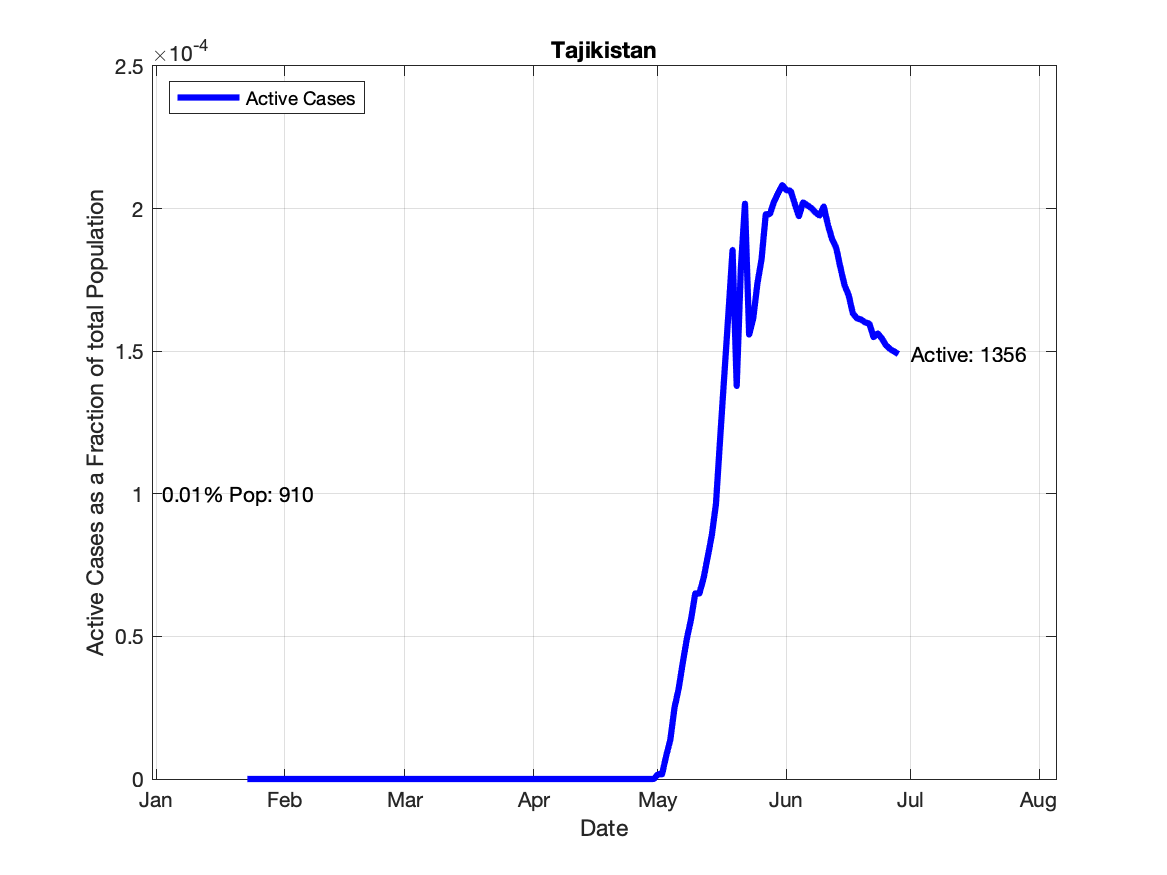 Tajikistan
×10-4
2.5
2
1.5
1
0.5
0
Active Cases
Active Cases as a Fraction of total Population
0.01% Pop: 910
Active: 1356
Jan Feb Mar Apr May Jun Jul Aug
Date